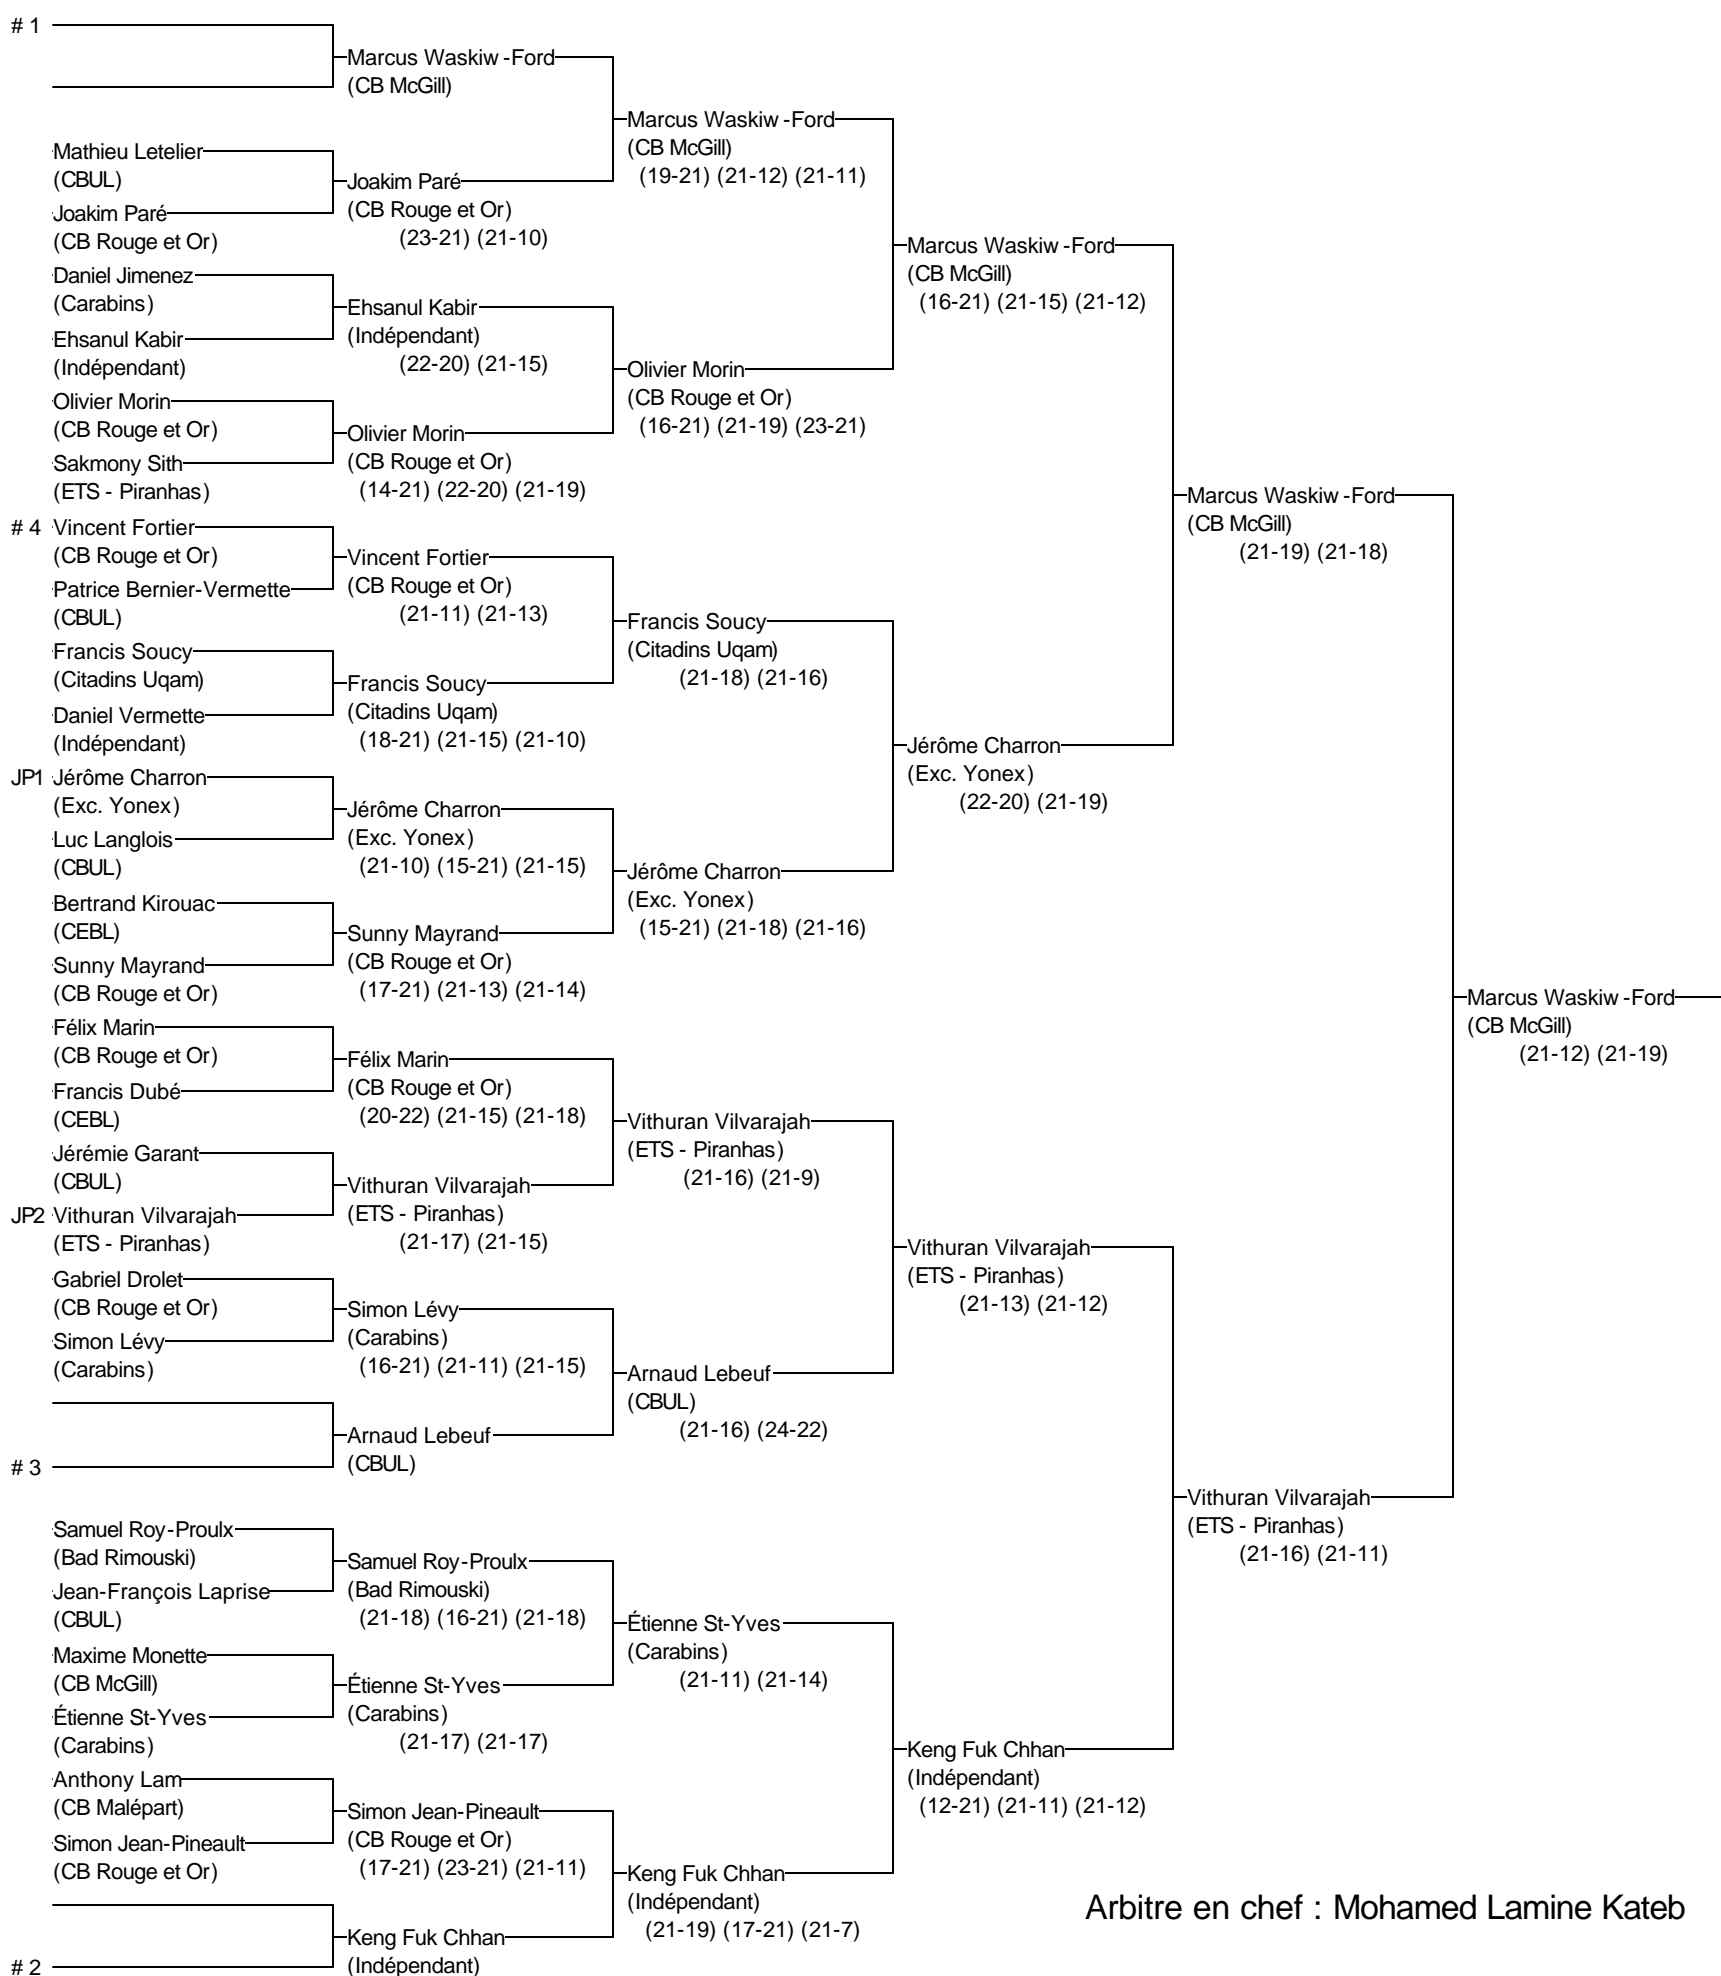 # 1
Marcus Waskiw -Ford
(CB McGill)
Marcus Waskiw -Ford
(CB McGill)
(19-21) (21-12) (21-11)
Mathieu Letelier
(CBUL)
Joakim Paré
(CB Rouge et Or)
Joakim Paré
(CB Rouge et Or)
(23-21) (21-10)
Marcus Waskiw -Ford
(CB McGill)
(16-21) (21-15) (21-12)
Daniel Jimenez
(Carabins)
Ehsanul Kabir
(Indépendant)
Ehsanul Kabir
(Indépendant)
(22-20) (21-15)
Olivier Morin
(CB Rouge et Or)
(16-21) (21-19) (23-21)
Olivier Morin
(CB Rouge et Or)
Sakmony Sith
(ETS - Piranhas)
Olivier Morin
(CB Rouge et Or)
(14-21) (22-20) (21-19)
Marcus Waskiw -Ford
(CB McGill)
(21-19) (21-18)
# 4 Vincent Fortier
(CB Rouge et Or)
Patrice Bernier-Vermette
(CBUL)
Vincent Fortier
(CB Rouge et Or)
(21-11) (21-13)
Francis Soucy
(Citadins Uqam)
(21-18) (21-16)
Francis Soucy
(Citadins Uqam)
Daniel Vermette
(Indépendant)
Francis Soucy
(Citadins Uqam)
(18-21) (21-15) (21-10)
Jérôme Charron
(Exc. Yonex)
(22-20) (21-19)
JP1 Jérôme Charron
(Exc. Yonex)
Luc Langlois
(CBUL)
Jérôme Charron
(Exc. Yonex)
(21-10) (15-21) (21-15)
Jérôme Charron
(Exc. Yonex)
(15-21) (21-18) (21-16)
Bertrand Kirouac
(CEBL)
Sunny Mayrand
(CB Rouge et Or)
Sunny Mayrand
(CB Rouge et Or)
(17-21) (21-13) (21-14)
Marcus Waskiw -Ford
(CB McGill)
(21-12) (21-19)
Félix Marin
(CB Rouge et Or)
Francis Dubé
(CEBL)
Félix Marin
(CB Rouge et Or)
(20-22) (21-15) (21-18)
Vithuran Vilvarajah
(ETS - Piranhas)
(21-16) (21-9)
Jérémie Garant
(CBUL)
JP2 Vithuran Vilvarajah
(ETS - Piranhas)
Vithuran Vilvarajah
(ETS - Piranhas)
(21-17) (21-15)
Vithuran Vilvarajah
(ETS - Piranhas)
(21-13) (21-12)
Gabriel Drolet
(CB Rouge et Or)
Simon Lévy
(Carabins)
Simon Lévy
(Carabins)
(16-21) (21-11) (21-15)
Arnaud Lebeuf
(CBUL)
(21-16) (24-22)
Arnaud Lebeuf
(CBUL)
# 3
Vithuran Vilvarajah
(ETS - Piranhas)
(21-16) (21-11)
Samuel Roy-Proulx
(Bad Rimouski)
Jean-François Laprise
(CBUL)
Samuel Roy-Proulx
(Bad Rimouski)
(21-18) (16-21) (21-18)
Étienne St-Yves
(Carabins)
(21-11) (21-14)
Maxime Monette
(CB McGill)
Étienne St-Yves
(Carabins)
Étienne St-Yves
(Carabins)
(21-17) (21-17)
Keng Fuk Chhan
(Indépendant)
(12-21) (21-11) (21-12)
Anthony Lam
(CB Malépart)
Simon Jean-Pineault
(CB Rouge et Or)
Simon Jean-Pineault
(CB Rouge et Or)
(17-21) (23-21) (21-11)
Keng Fuk Chhan
(Indépendant)
(21-19) (17-21) (21-7)
Keng Fuk Chhan
(Indépendant)
# 2
Arbitre en chef : Mohamed Lamine Kateb